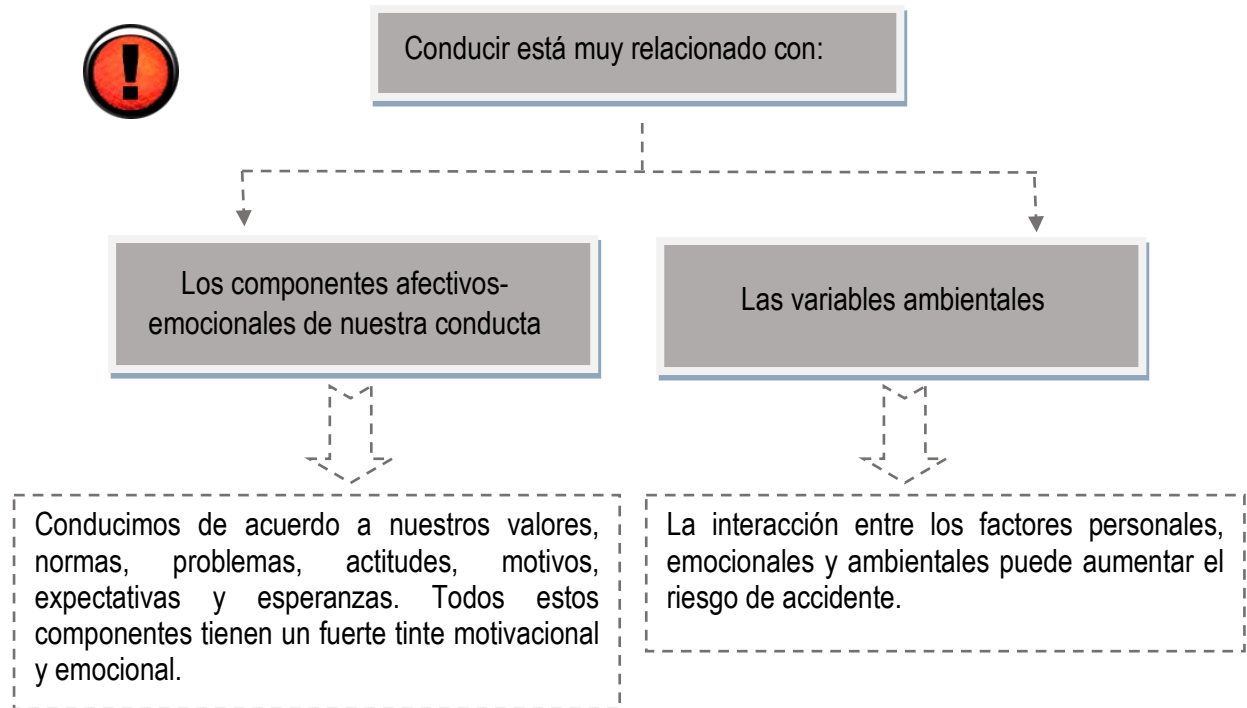 !
Conducir está muy relacionado con:
Los componentes afectivos-
emocionales de nuestra conducta
Las variables ambientales
Conducimos de acuerdo a nuestros valores,
normas, problemas, actitudes, motivos,
expectativas y esperanzas. Todos estos
componentes tienen un fuerte tinte motivacional
y emocional.
La interacción entre los factores personales,
emocionales y ambientales puede aumentar el
riesgo de accidente.